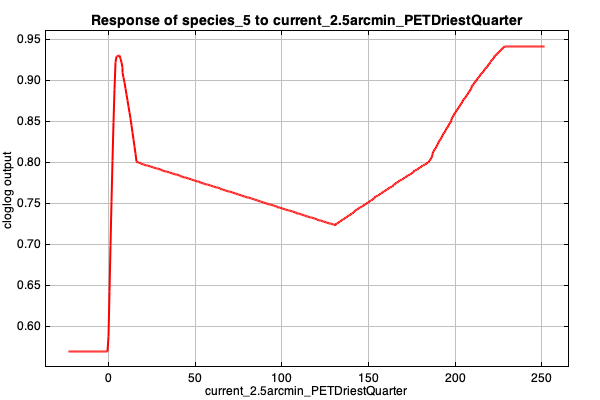 Response of species_5 to current_2.5arcmin_PETDriestQuarter
0.95
0.90
0.85
0.80
0.75
0.70
0.65
0.60
cloglog output
0 50 100 150 200 250
current_2.5arcmin_PETDriestQuarter